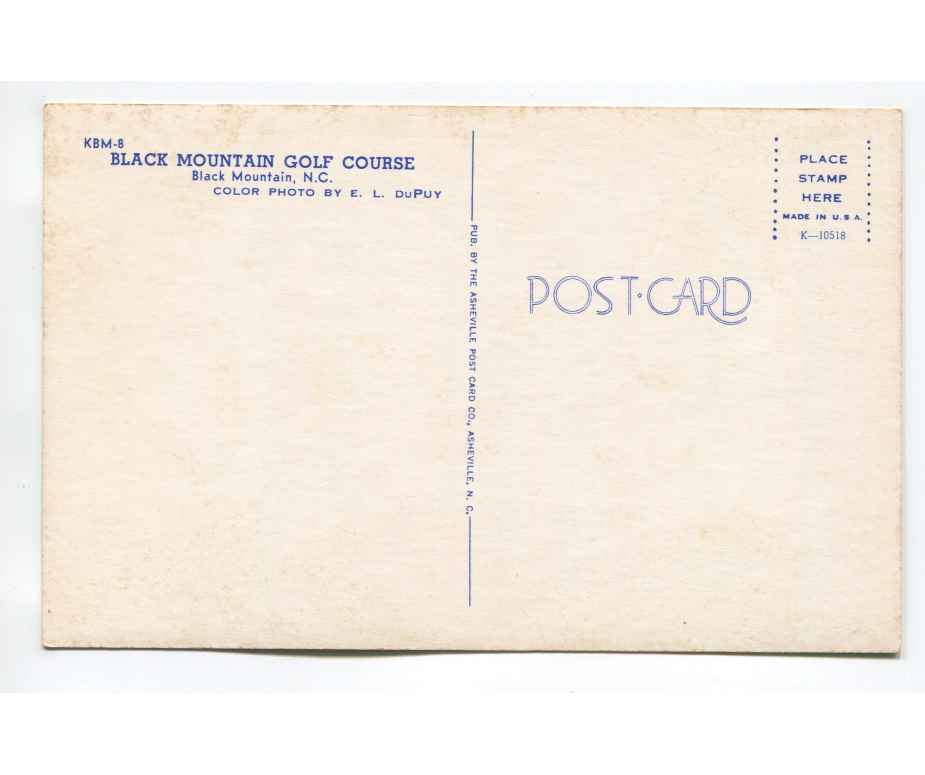 KBM-8
BLACK MOUNTAIN GOLF COURSE
Black Mountain, N.C.
COLOR PHOTO BY E. L. DuPUY
PUB. BY THE ASHEVILLE POST CARD CO., ASHEVILLE, N. C.
PLACE
STAMP
HERE
MADE IN U.S.A.
K—10518
POST·CARD